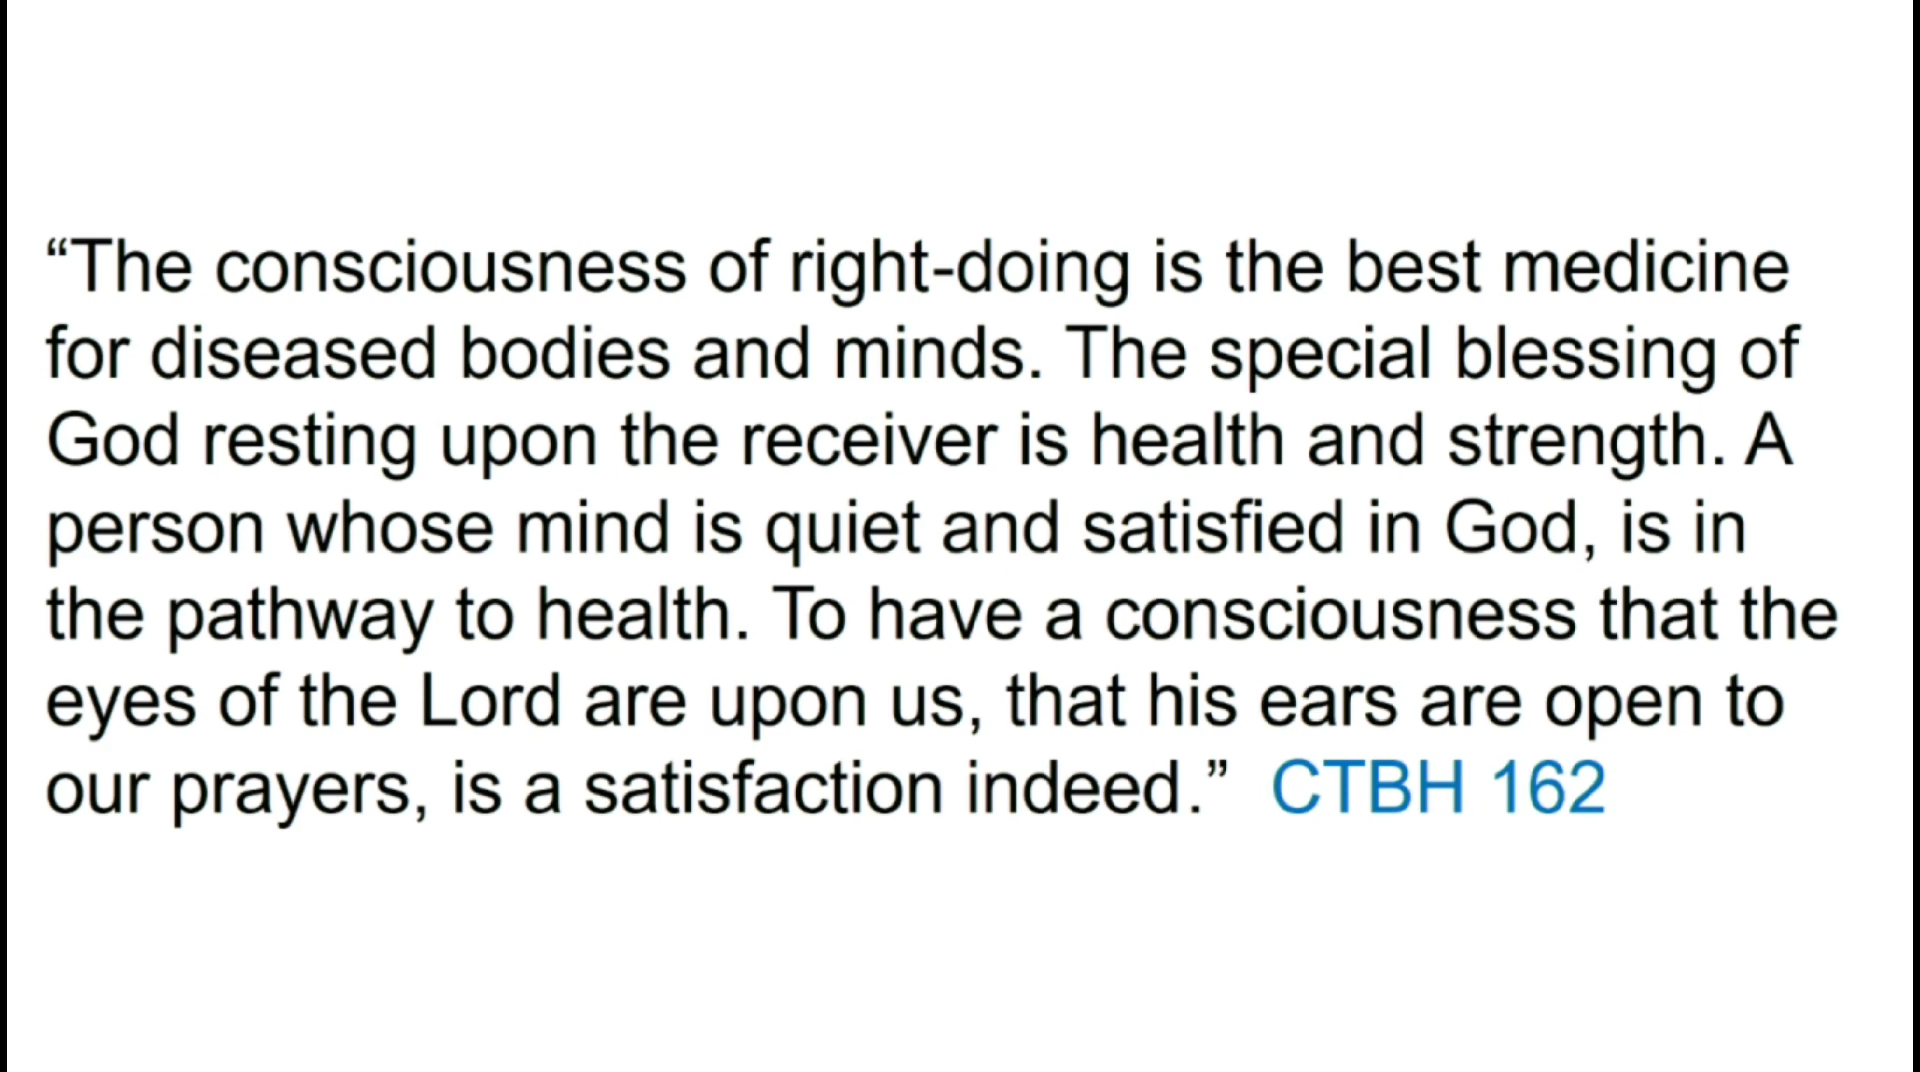 “The consciousness of right-doing is the best medicine
for diseased bodies and minds. The special blessing of
God resting upon the receiver is health and strength. A
person whose mind is quiet and satisfied in God, is in
the pathway to health. To have a consciousness that the
eyes of the Lord are upon us, that his ears are open to
our prayers, is a satisfaction indeed.” CTBH 162